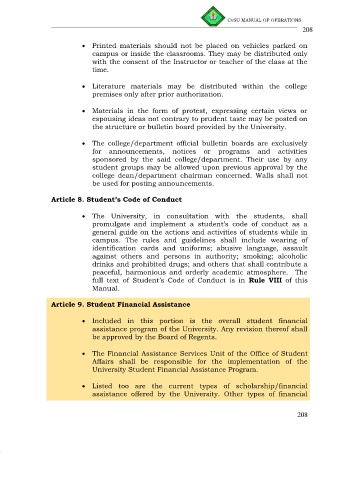 CvSU MANUAL OF OPERATIONS
208
• Printed materials should not be placed on vehicles parked on
campus or inside the classrooms. They may be distributed only
with the consent of the Instructor or teacher of the class at the
time.
• Literature materials may be distributed within the college
premises only after prior authorization.
• Materials in the form of protest, expressing certain views or
espousing ideas not contrary to prudent taste may be posted on
the structure or bulletin board provided by the University.
• The college/department official bulletin boards are exclusively
for announcements, notices or programs and activities
sponsored by the said college/department. Their use by any
student groups may be allowed upon previous approval by the
college dean/department chairman concerned. Walls shall not
be used for posting announcements.
Article 8. Student's Code of Conduct
• The University, in consultation with the students, shall
promulgate and implement a student's code of conduct as a
general guide on the actions and activities of students while in
campus. The rules and guidelines shall include wearing of
identification cards and uniforms; abusive language, assault
against others and persons in authority; smoking; alcoholic
drinks and prohibited drugs; and others that shall contribute a
peaceful, harmonious and orderly academic atmosphere. The
full text of Student's Code of Conduct is in Rule VIII of this
Manual.
Article 9. Student Financial Assistance
• Included in this portion is the overall student financial
assistance program of the University. Any revision thereof shall
be approved by the Board of Regents.
• The Financial Assistance Services Unit of the Office of Student
Affairs shall be responsible for the implementation of the
University Student Financial Assistance Program.
• Listed too are the current types of scholarship/financial
assistance offered by the University. Other types of financial
208